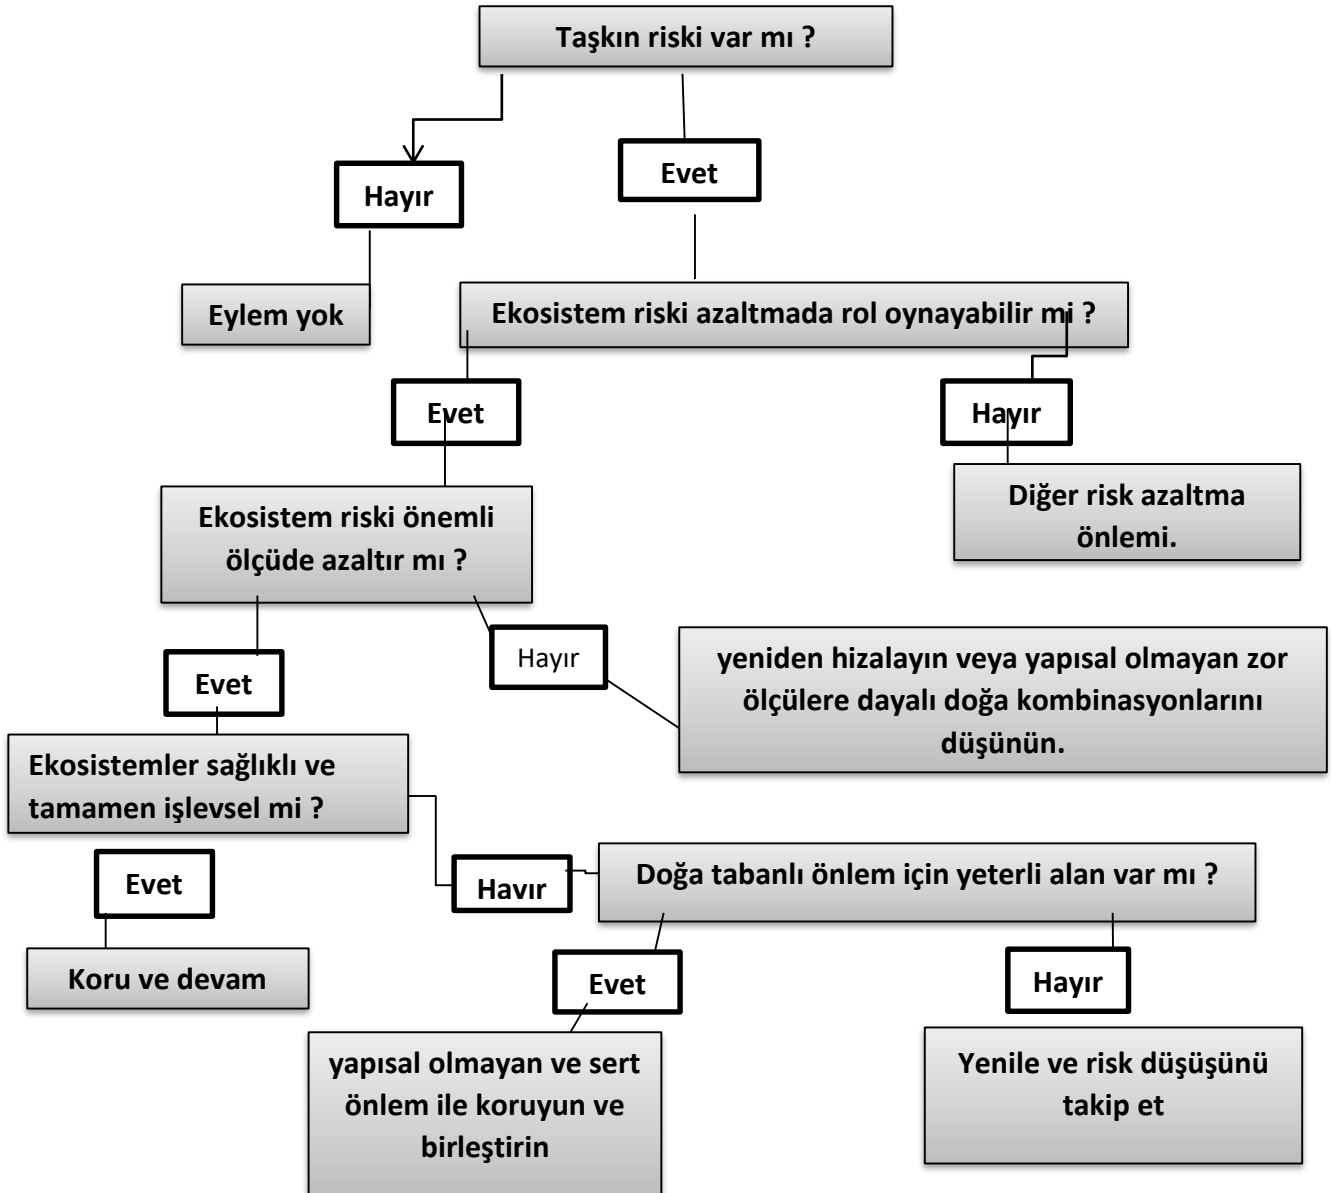 Taşkın riski var mı ?
Hayır
Evet
Eylem yok
Ekosistem riski azaltmada rol oynayabilir mi ?
Evet
Hayır
Ekosistem riski önemli
ölçüde azaltır mı ?
Diğer risk azaltma
önlemi.
Evet
Hayır
yeniden hizalayın veya yapısal olmayan zor
ölçülere dayalı doğa kombinasyonlarını
düşünün.
Ekosistemler sağlıklı ve
tamamen işlevsel mi ?
Evet
Havır
Doğa tabanlı önlem için yeterli alan var mı ?
Koru ve devam
Evet
Hayır
yapısal olmayan ve sert
önlem ile koruyun ve
birleştirin
Yenile ve risk düşüşünü
takip et